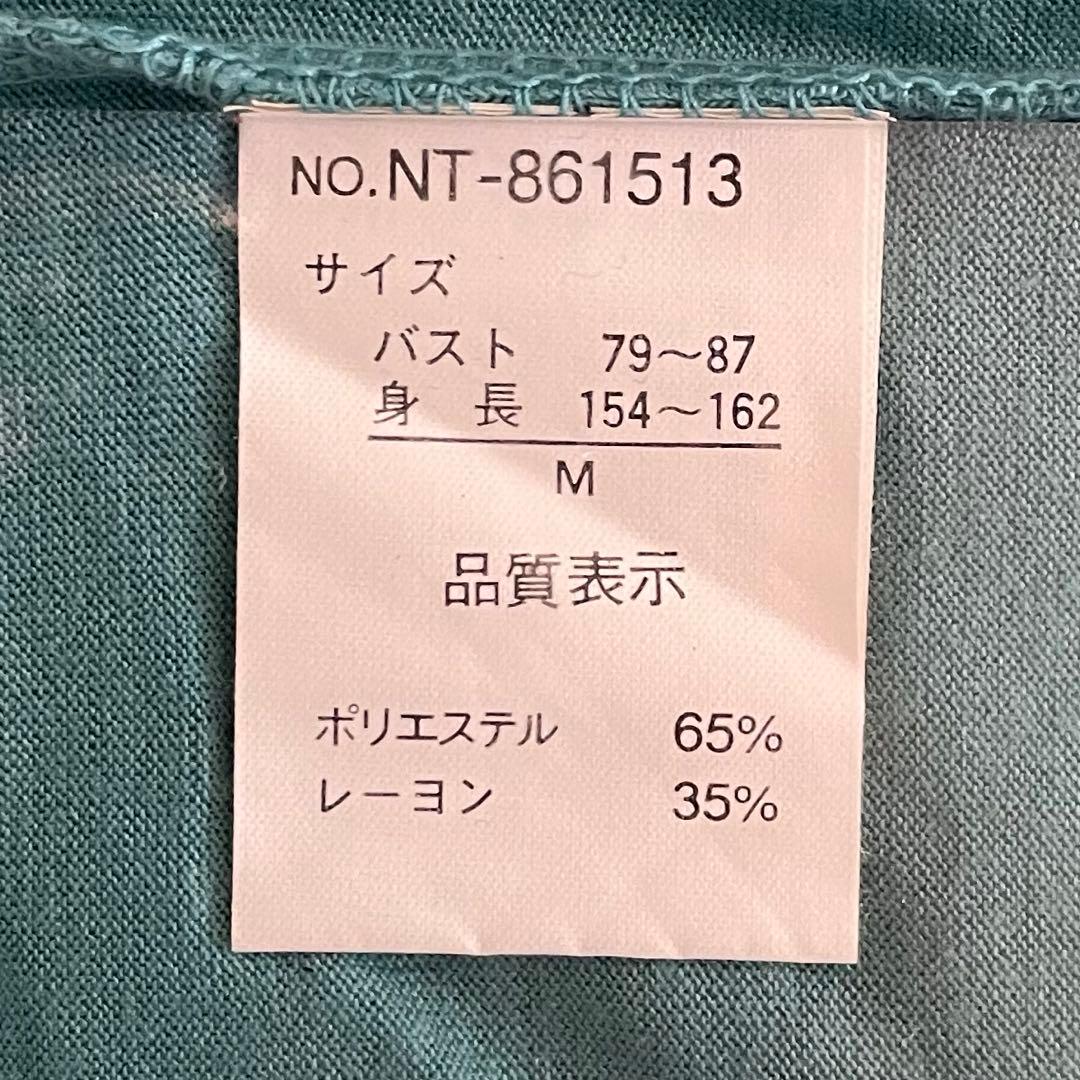 NO.NT-861513
サイズ
バスト 79～87
身 長 154～162
M
品質表示
ポリエステル 65%
レーヨン 35%